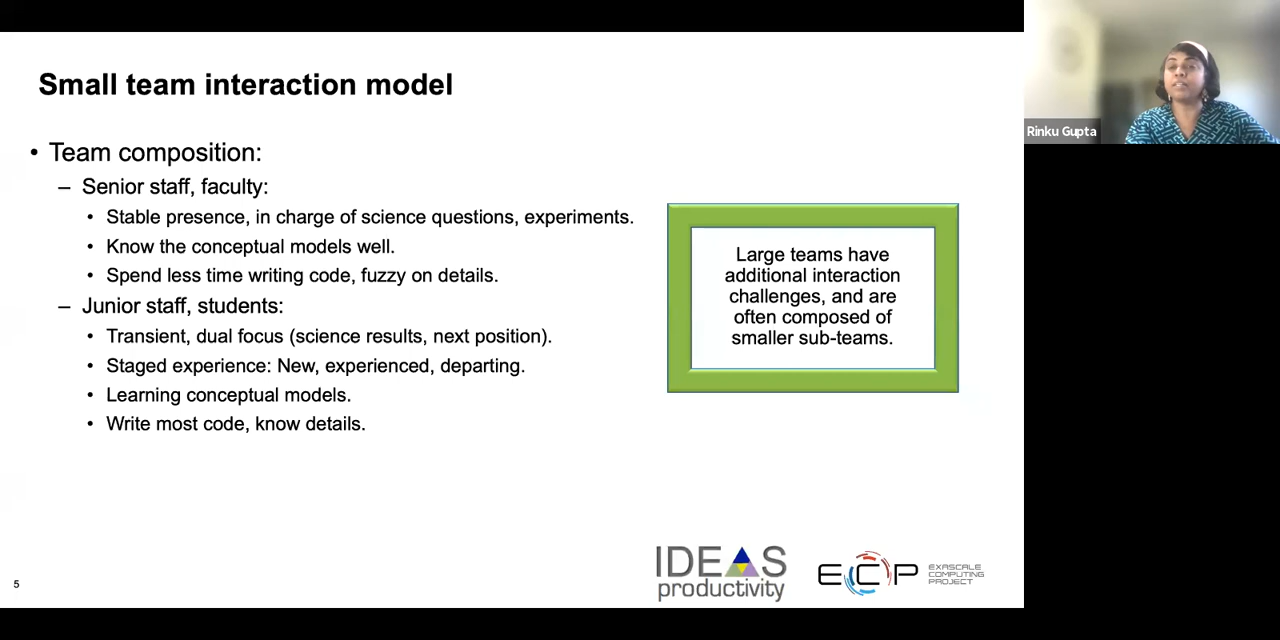 Small team interaction model
• Team composition:
– Senior staff, faculty:
• Stable presence, in charge of science questions, experiments.
• Know the conceptual models well.
• Spend less time writing code, fuzzy on details.
– Junior staff, students:
• Transient, dual focus (science results, next position).
• Staged experience: New, experienced, departing.
• Learning conceptual models.
• Write most code, know details.
Large teams have
additional interaction
challenges, and are
often composed of
smaller sub-teams.
Rinku Gupta
5
IDEAS
productivity
ECP
EXASCALE
COMPUTING
PROJECT